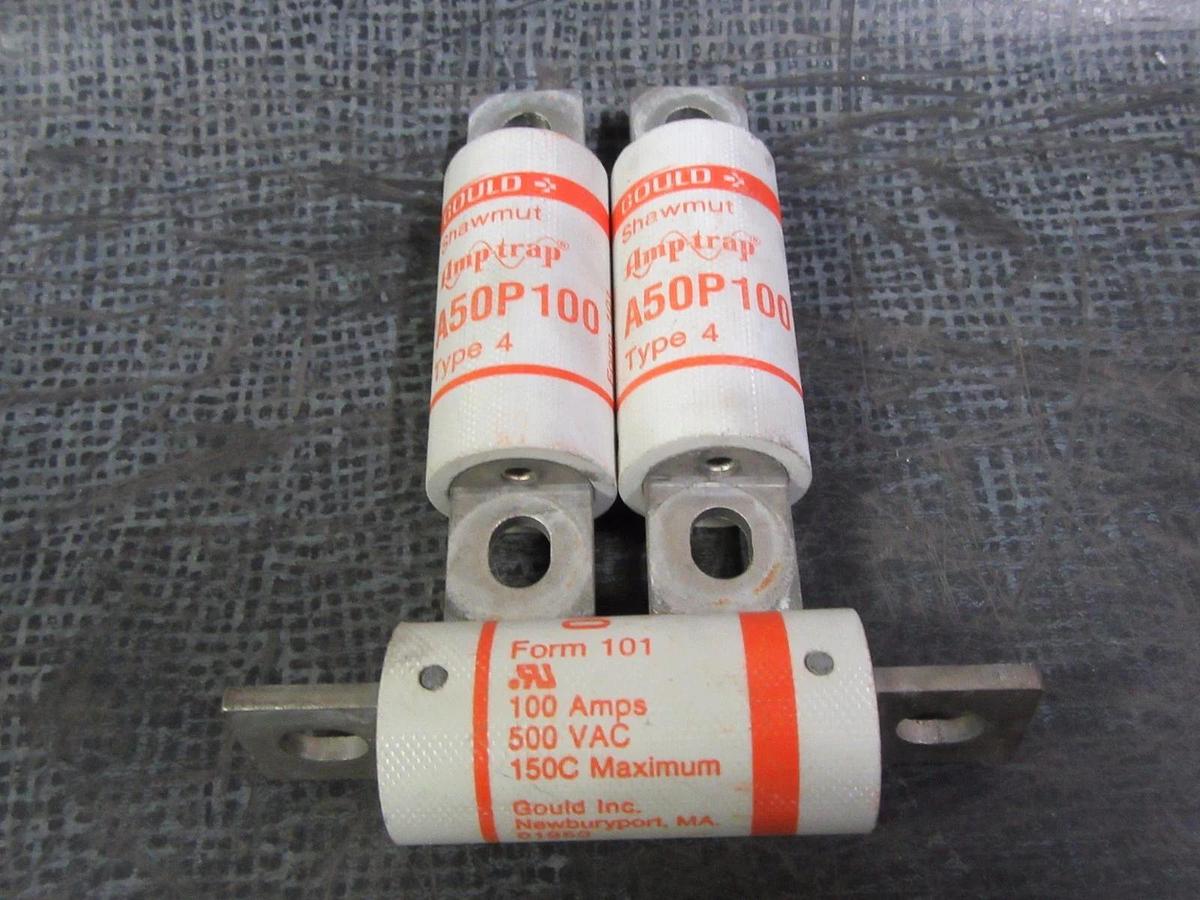 GOULD
Shawmut
Amp-trap®
A50P100
Type 4
GOULD
Shawmut
Amp-trap®
A50P100
Type 4
Form 101
100 Amps
500 VAC
150C Maximum
Gould Inc.
Newburyport, MA.
01950